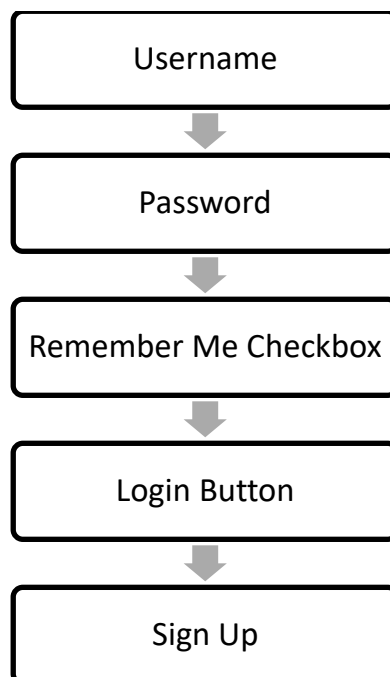 Username
Password
Remember Me Checkbox
Login Button
Sign Up